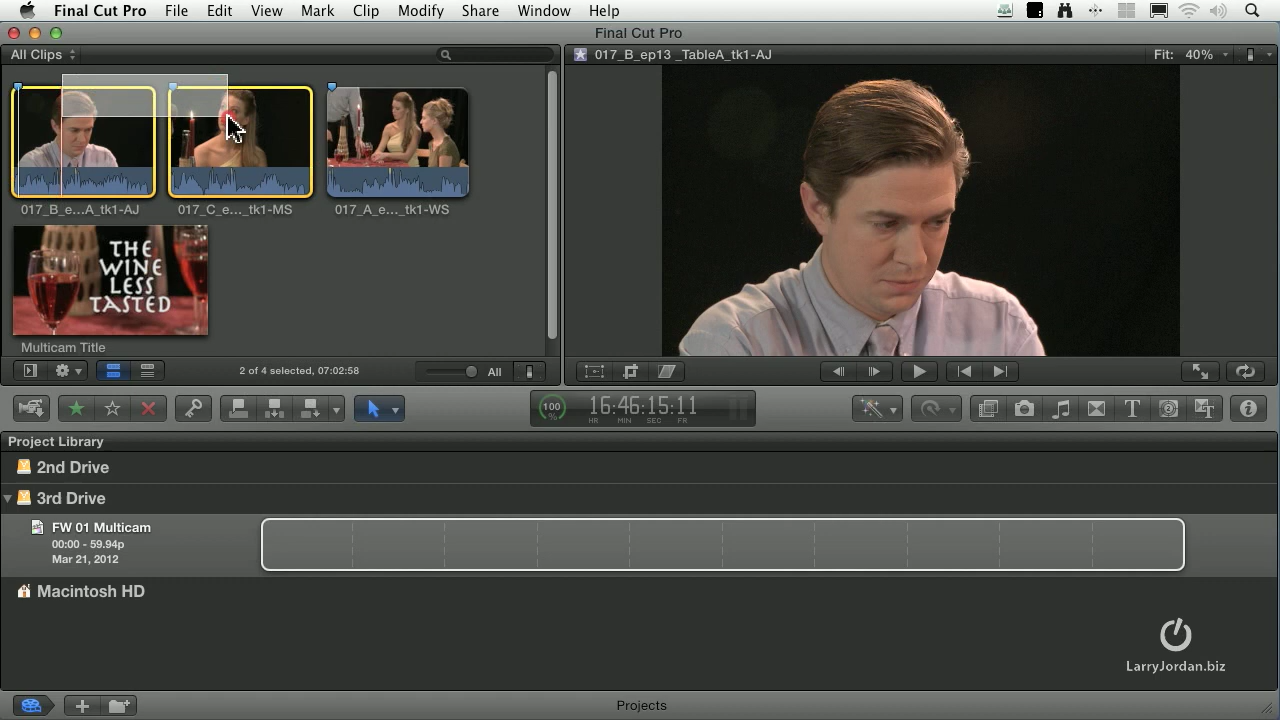 Final Cut Pro File Edit View Mark Clip Modify Share Window Help
Final Cut Pro
All Clips
017_B_ep13 _TableA_tk1-AJ
Fit: 40%
017_B_e...A_tk1-AJ
017_C_e..._tk1-MS
017_A_e..._tk1-WS
THE
WINE
LESS
TASTED
Multicam Title
2 of 4 selected, 07:02:58
All
100
%
16:46:15:11
HR MIN SEC FR
Project Library
2nd Drive
3rd Drive
FW 01 Multicam
00:00 - 59.94p
Mar 21, 2012
Macintosh HD
LarryJordan.biz
Projects